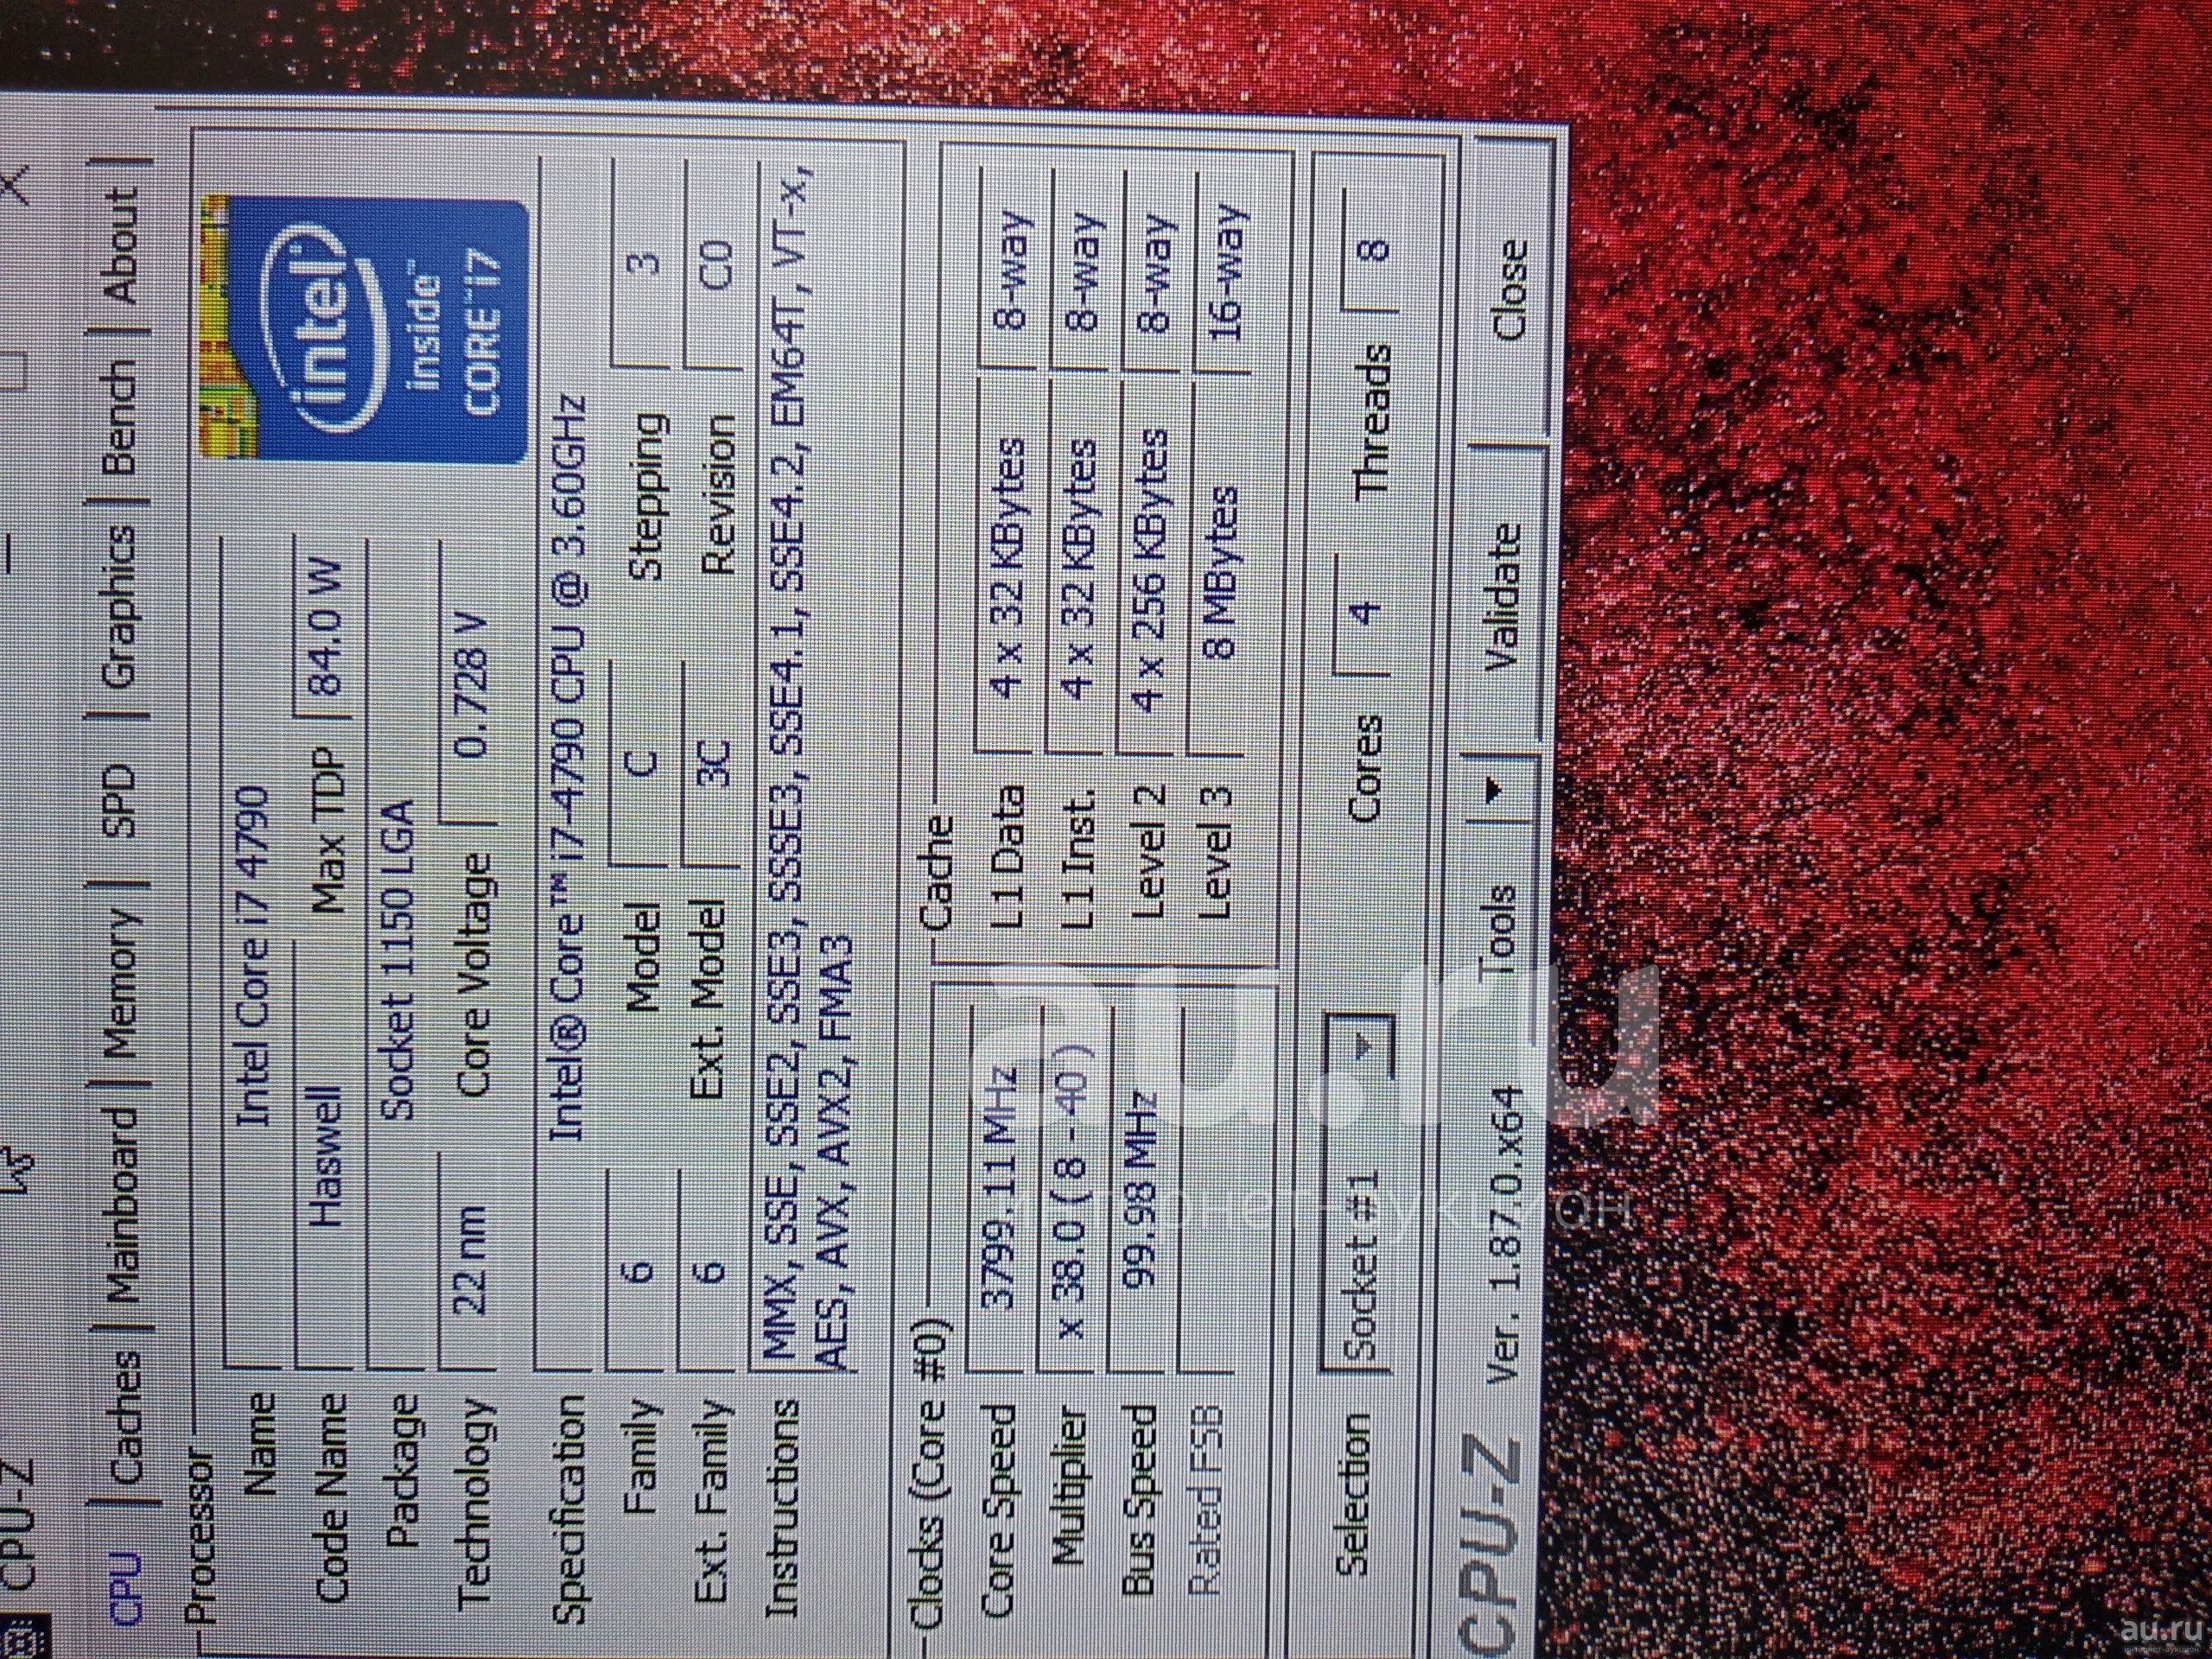 CPU-Z
CPU Caches Mainboard Memory SPD Graphics Bench About
Processor
Name Intel Core i7 4790
Code Name Haswell Max TDP 84.0 W
Package Socket 1150 LGA
Technology 22 nm Core Voltage 0.728 V
intel®
inside™
CORE™i7
Specification Intel® Core™ i7-4790 CPU @ 3.60GHz
Family 6 Model C Stepping 3
Ext. Family 6 Ext. Model 3C Revision C0
Instructions MMX, SSE, SSE2, SSE3, SSSE3, SSE4.1, SSE4.2, EM64T, VT-x,
AES, AVX, AVX2, FMA3
Clocks (Core #0)
Core Speed 3799.11 MHz
Multiplier x 38.0 ( 8 - 40 )
Bus Speed 99.98 MHz
Rated FSB
Cache
L1 Data 4 x 32 KBytes 8-way
L1 Inst. 4 x 32 KBytes 8-way
Level 2 4 x 256 KBytes 8-way
Level 3 8 MBytes 16-way
Selection Socket #1 Cores 4 Threads 8
CPU-Z Ver. 1.87.0.x64 Tools Validate Close
au.ru
интернет-аукцион
au.ru
интернет-аукцион